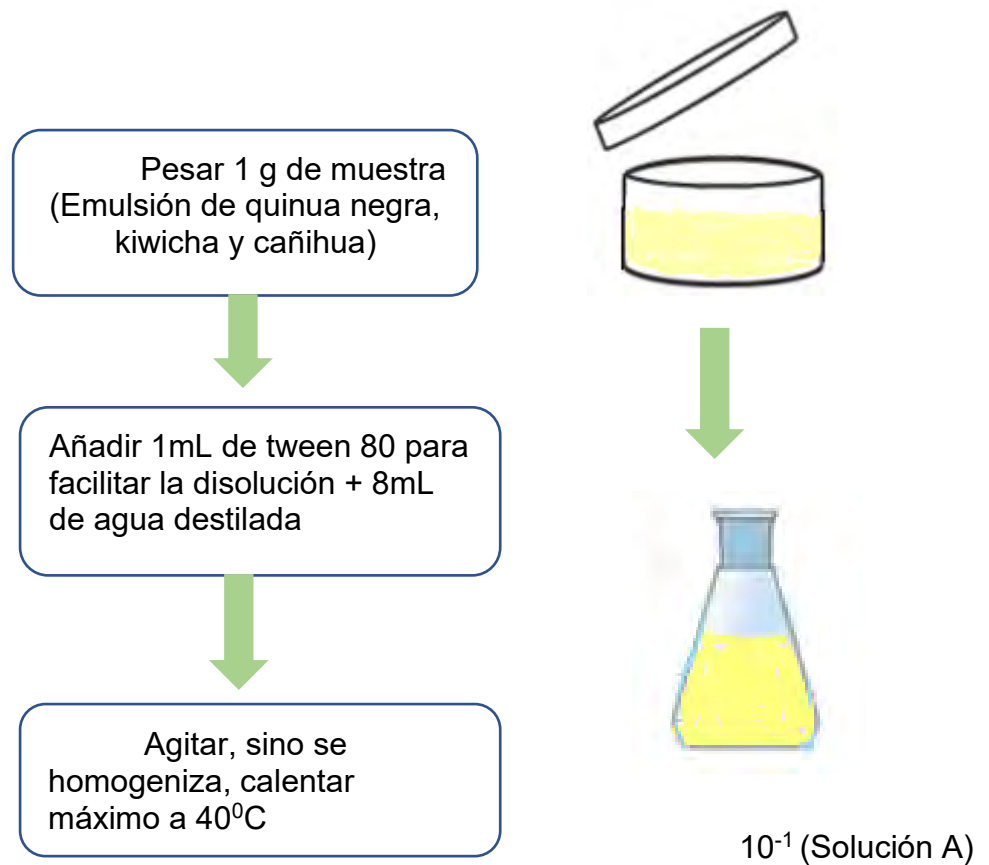 Pesar 1 g de muestra
(Emulsión de quinua negra,
kiwicha y cañihua)
Añadir 1mL de tween 80 para
facilitar la disolución + 8mL
de agua destilada
Agitar, sino se
homogeniza, calentar
máximo a 40⁰C
10⁻¹ (Solución A)